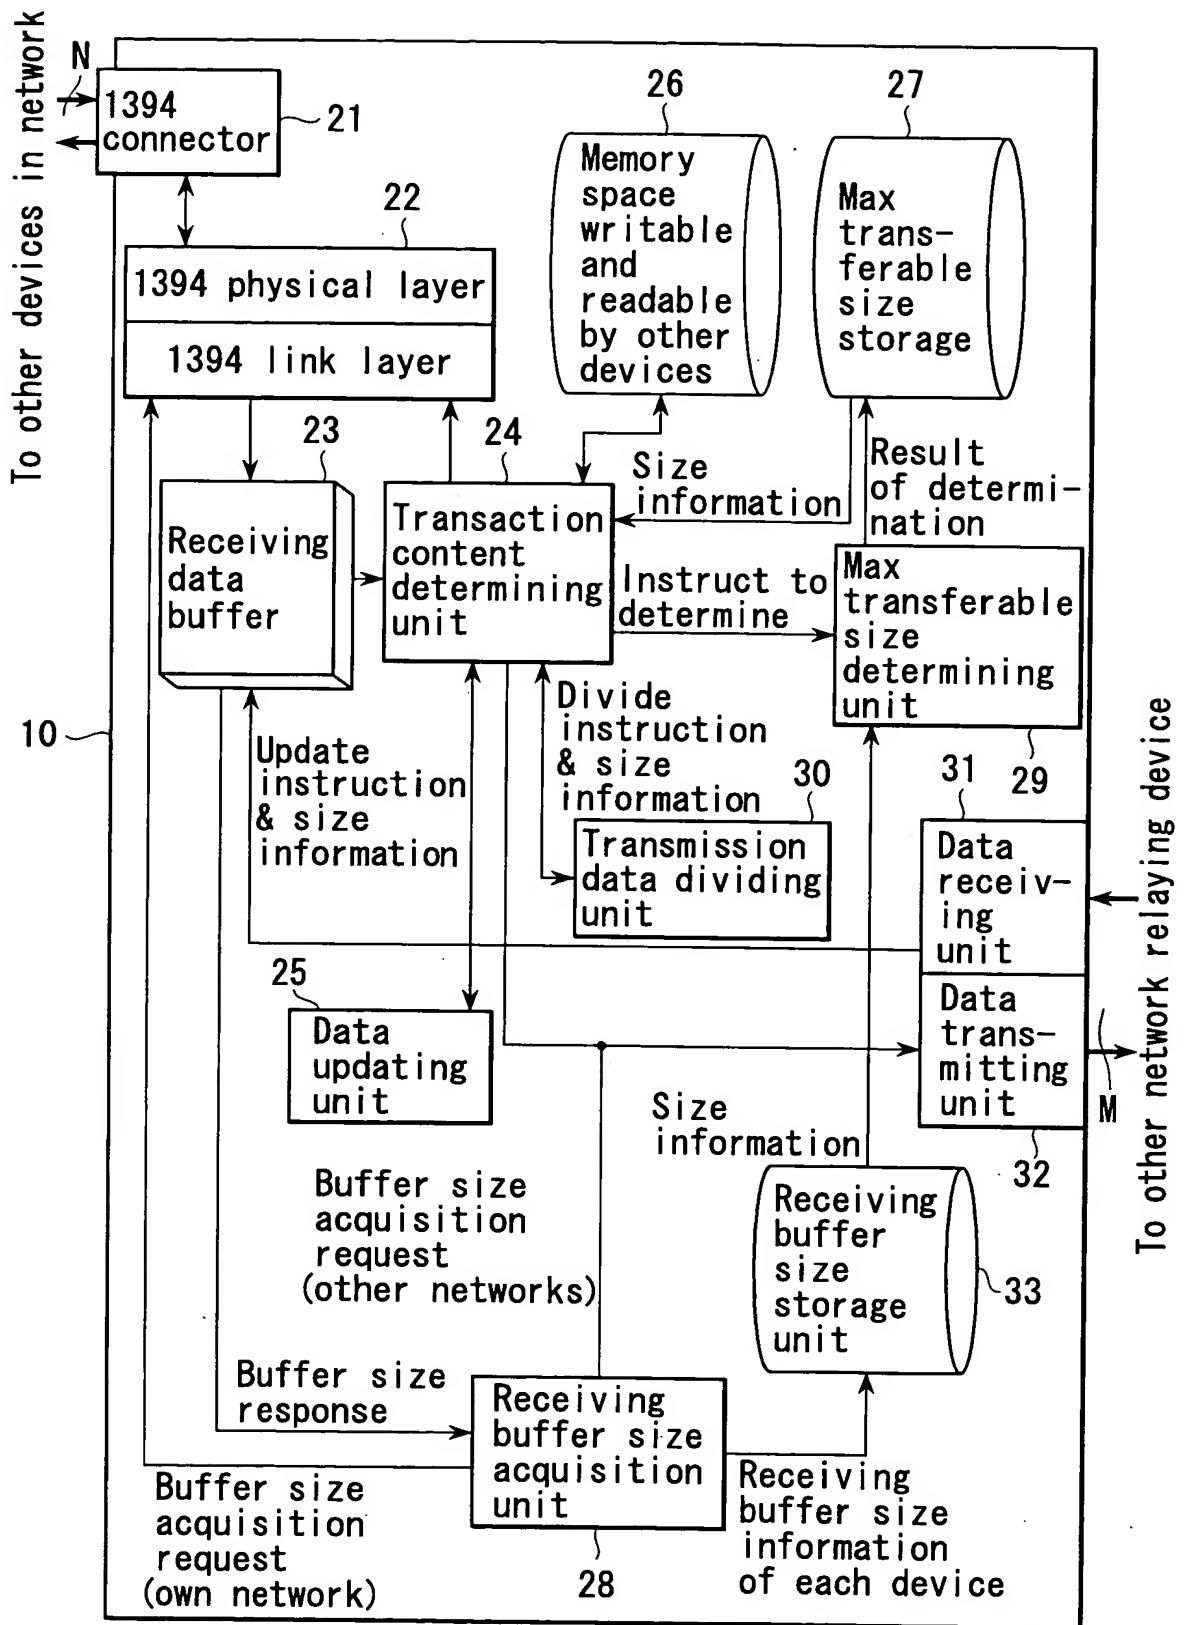 To other devices in network
N
1394
connector
21
22
1394 physical layer
1394 link layer
26
Memory
space
writable
and
readable
by other
devices
27
Max
trans-
ferable
size
storage
23
Receiving
data
buffer
24
Transaction
content
determining
unit
Size
information
Result
of determi-
nation
Instruct to
determine
Max
transferable
size
determining
unit
29
10
Update
instruction
& size
information
Divide
instruction
& size
information
30
Transmission
data dividing
unit
31
Data
receiv-
ing
unit
To other network relaying device
25
Data
updating
unit
Data
trans-
mitting
unit
M
32
Size
information
Buffer size
acquisition
request
(other networks)
Receiving
buffer
size
storage
unit
33
Buffer size
response
Receiving
buffer size
acquisition
unit
28
Buffer size
acquisition
request
(own network)
Receiving
buffer size
information
of each device